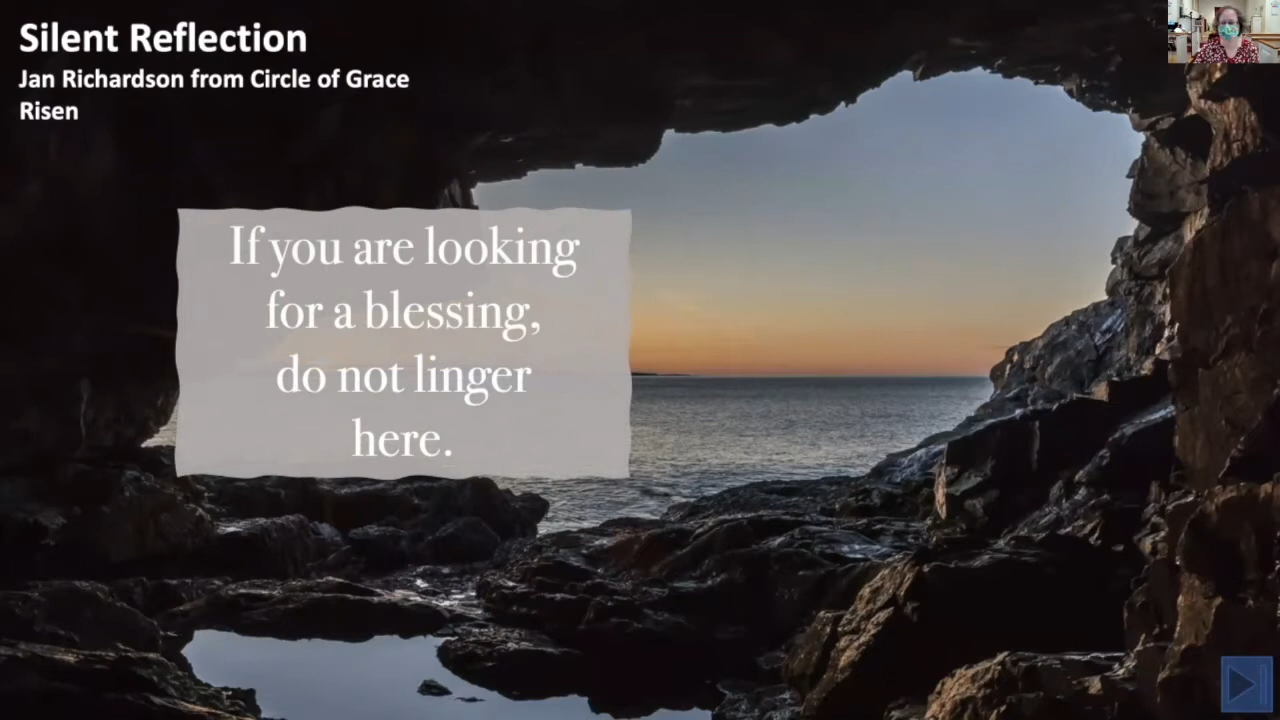 Silent Reflection
Jan Richardson from Circle of Grace
Risen
If you are looking
for a blessing,
do not linger
here.